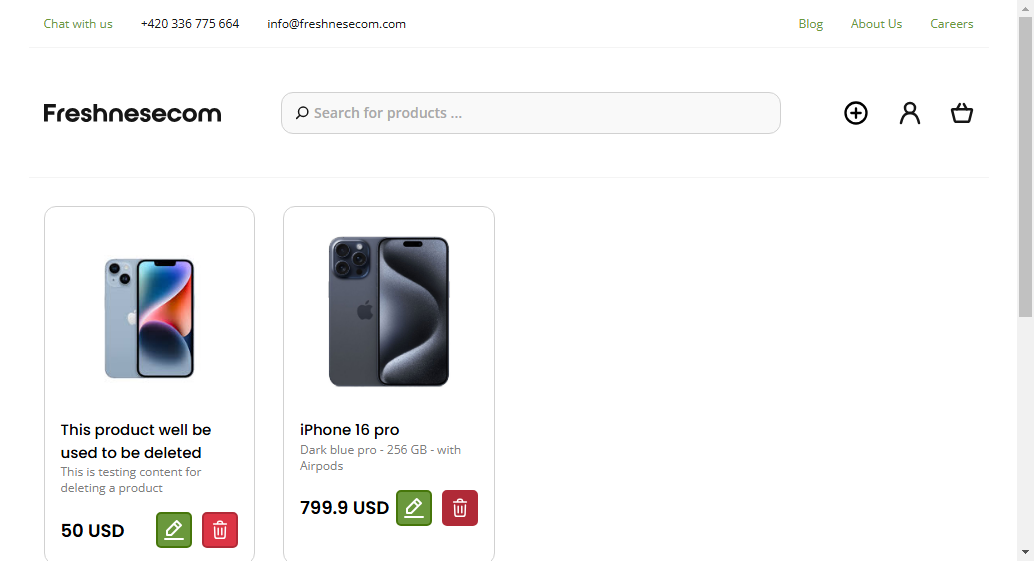 Chat with us +420 336 775 664 info@freshnesecom.com Blog About Us Careers
Freshnesecom Search for products ...
This product well be
used to be deleted
This is testing content for
deleting a product
50 USD
iPhone 16 pro
Dark blue pro - 256 GB - with
Airpods
799.9 USD